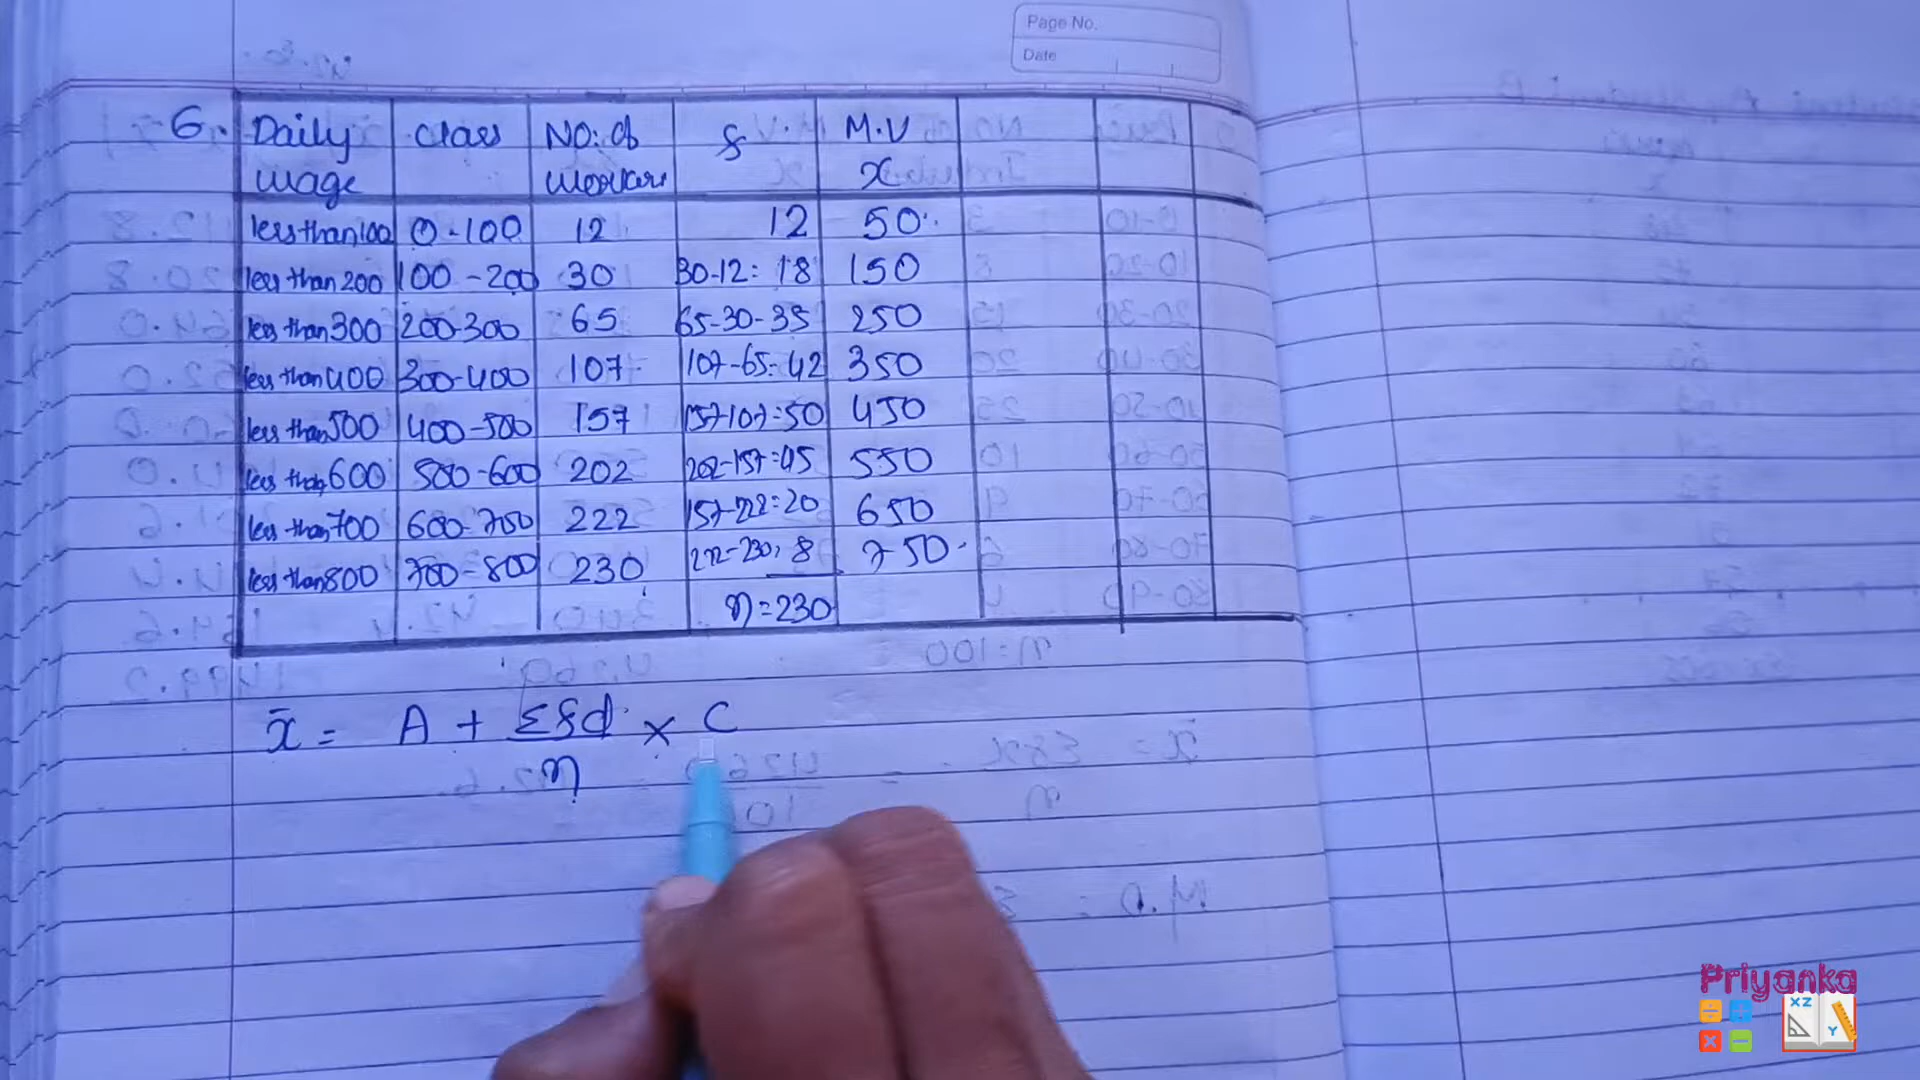 Page No.
Date
6. Daily wage | Class | No: of workers | f | M.V x
less than 100 | 0-100 | 12 | 12 | 50
less than 200 | 100-200 | 30 | 30-12= 18 | 150
less than 300 | 200-300 | 65 | 65-30-35 | 250
less than 400 | 300-400 | 107 | 107-65=42 | 350
less than 500 | 400-500 | 157 | 157-107=50 | 450
less than 600 | 500-600 | 202 | 202-157=45 | 550
less than 700 | 600-700 | 222 | 157-222=20 | 650
less than 800 | 700-800 | 230 | 222-230, 8 | 750
n=230
x̄ = A + Σfd × C
n
Priyanka
XZ
Y